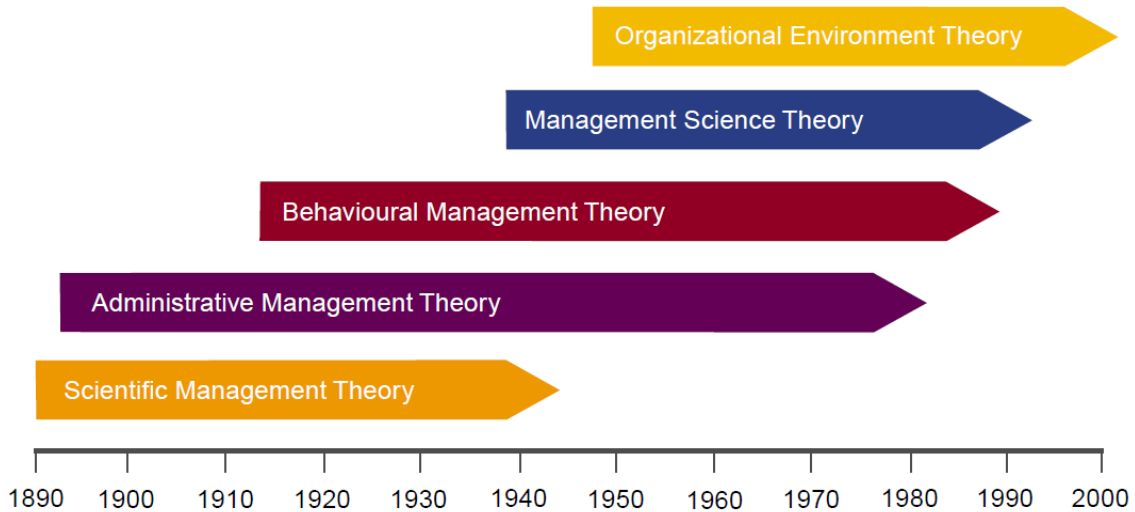 Organizational Environment Theory
Management Science Theory
Behavioural Management Theory
Administrative Management Theory
Scientific Management Theory
1890 1900 1910 1920 1930 1940 1950 1960 1970 1980 1990 2000